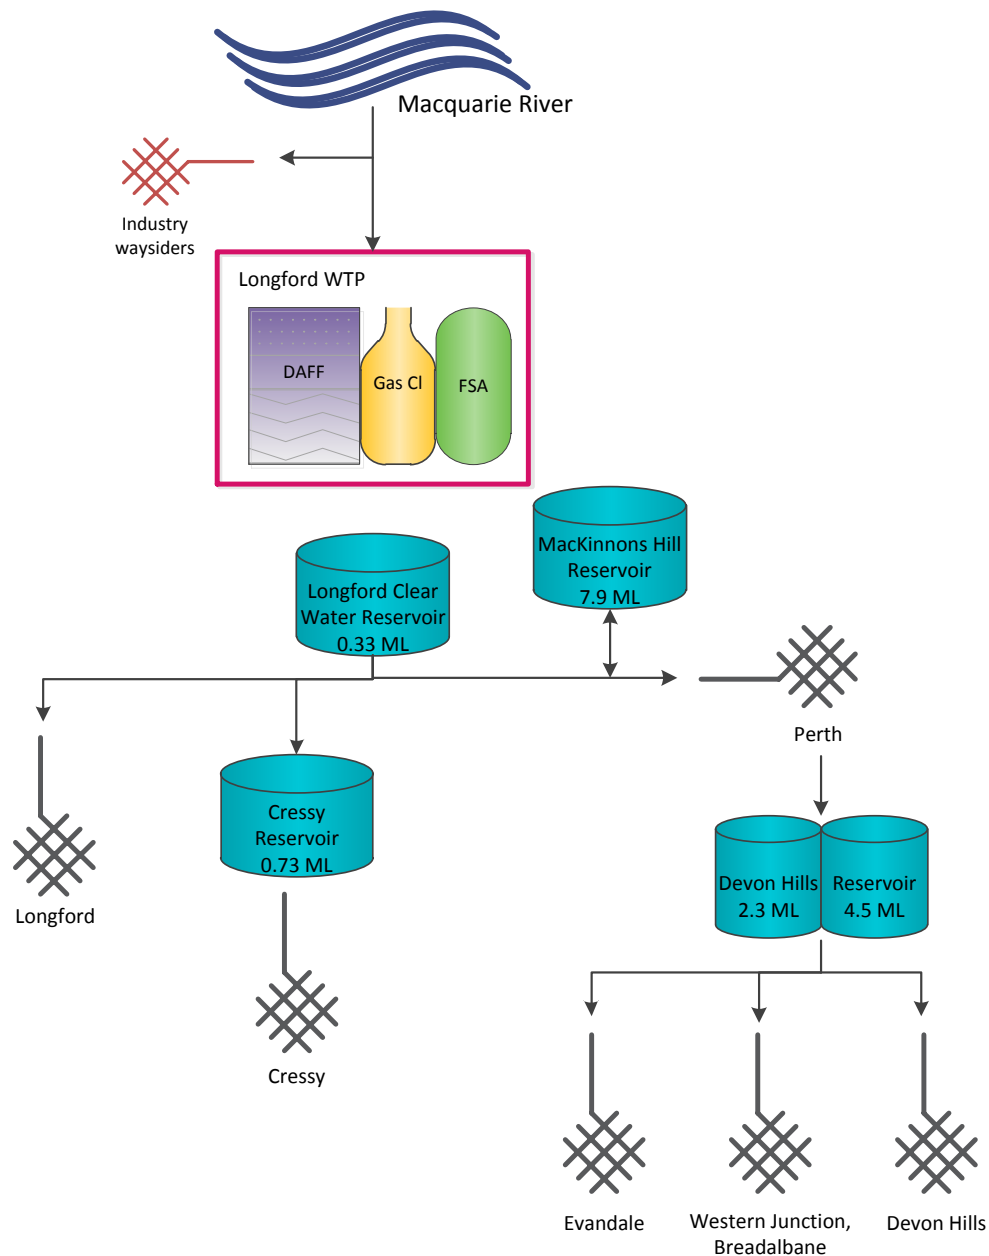 Macquarie River
Industry
waysiders
Longford WTP
DAFF
Gas Cl
FSA
MacKinnons Hill
Reservoir
7.9 ML
Longford Clear
Water Reservoir
0.33 ML
Perth
Cressy
Reservoir
0.73 ML
Devon Hills
2.3 ML
Reservoir
4.5 ML
Longford
Cressy
Evandale
Western Junction,
Breadalbane
Devon Hills